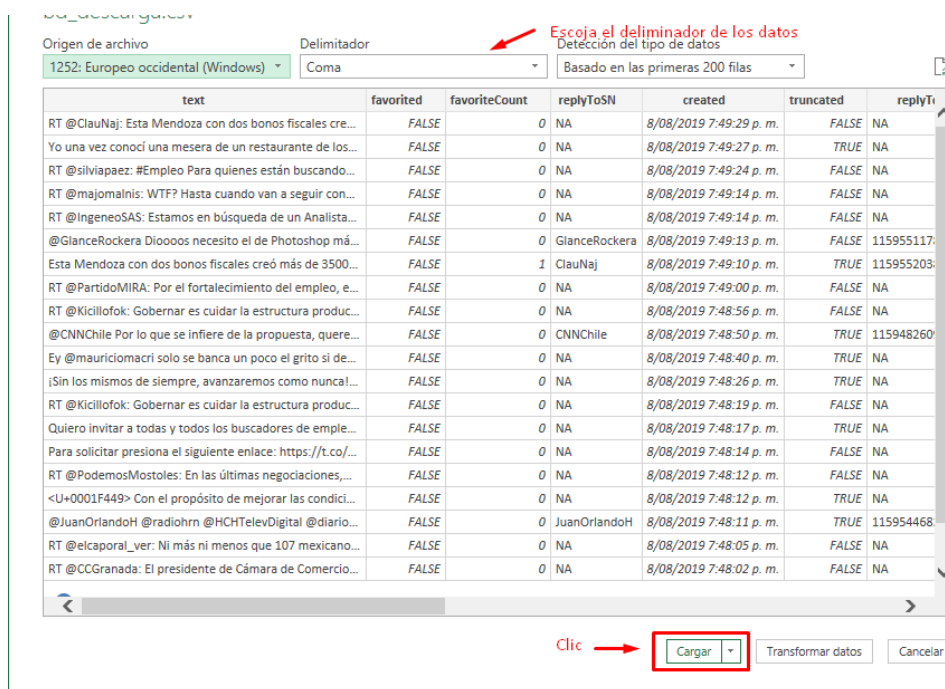 bd_descarga.csv
Escoja el deliminador de los datos
Origen de archivo Delimitador Detección del tipo de datos
1252: Europeo occidental (Windows) Coma Basado en las primeras 200 filas
text favorited favoriteCount replyToSN created truncated replyTo
RT @ClauNaj: Esta Mendoza con dos bonos fiscales cre... FALSE 0 NA 8/08/2019 7:49:29 p. m. FALSE NA
Yo una vez conocí una mesera de un restaurante de los... FALSE 0 NA 8/08/2019 7:49:27 p. m. TRUE NA
RT @silviapaez: #Empleo Para quienes están buscando... FALSE 0 NA 8/08/2019 7:49:24 p. m. FALSE NA
RT @majomalnis: WTF? Hasta cuando van a seguir con... FALSE 0 NA 8/08/2019 7:49:14 p. m. FALSE NA
RT @IngeneoSAS: Estamos en búsqueda de un Analista... FALSE 0 NA 8/08/2019 7:49:14 p. m. FALSE NA
@GlanceRockera Dioooos necesito el de Photoshop má... FALSE 0 GlanceRockera 8/08/2019 7:49:13 p. m. FALSE 115955117
Esta Mendoza con dos bonos fiscales creó más de 3500... FALSE 1 ClauNaj 8/08/2019 7:49:10 p. m. TRUE 115955203
RT @PartidoMIRA: Por el fortalecimiento del empleo, e... FALSE 0 NA 8/08/2019 7:49:00 p. m. FALSE NA
RT @Kicillofok: Gobernar es cuidar la estructura produc... FALSE 0 NA 8/08/2019 7:48:56 p. m. FALSE NA
@CNNChile Por lo que se infiere de la propuesta, quere... FALSE 0 CNNChile 8/08/2019 7:48:50 p. m. TRUE 115948260
Ey @mauriciomacri solo se banca un poco el grito si de... FALSE 0 NA 8/08/2019 7:48:40 p. m. TRUE NA
¡Sin los mismos de siempre, avanzaremos como nunca!... FALSE 0 NA 8/08/2019 7:48:26 p. m. TRUE NA
RT @Kicillofok: Gobernar es cuidar la estructura produc... FALSE 0 NA 8/08/2019 7:48:19 p. m. FALSE NA
Quiero invitar a todas y todos los buscadores de emple... FALSE 0 NA 8/08/2019 7:48:17 p. m. TRUE NA
Para solicitar presiona el siguiente enlace: https://t.co/... FALSE 0 NA 8/08/2019 7:48:14 p. m. FALSE NA
RT @PodemosMostoles: En las últimas negociaciones,... FALSE 0 NA 8/08/2019 7:48:12 p. m. FALSE NA
<U+0001F449> Con el propósito de mejorar las condici... FALSE 0 NA 8/08/2019 7:48:12 p. m. TRUE NA
@JuanOrlandoH @radiohrn @HCHTelevDigital @diario... FALSE 0 JuanOrlandoH 8/08/2019 7:48:11 p. m. TRUE 115954468
RT @elcaporal_ver: Ni más ni menos que 107 mexicano... FALSE 0 NA 8/08/2019 7:48:05 p. m. FALSE NA
RT @CCGranada: El presidente de Cámara de Comercio... FALSE 0 NA 8/08/2019 7:48:02 p. m. FALSE NA
Clic Cargar Transformar datos Cancelar